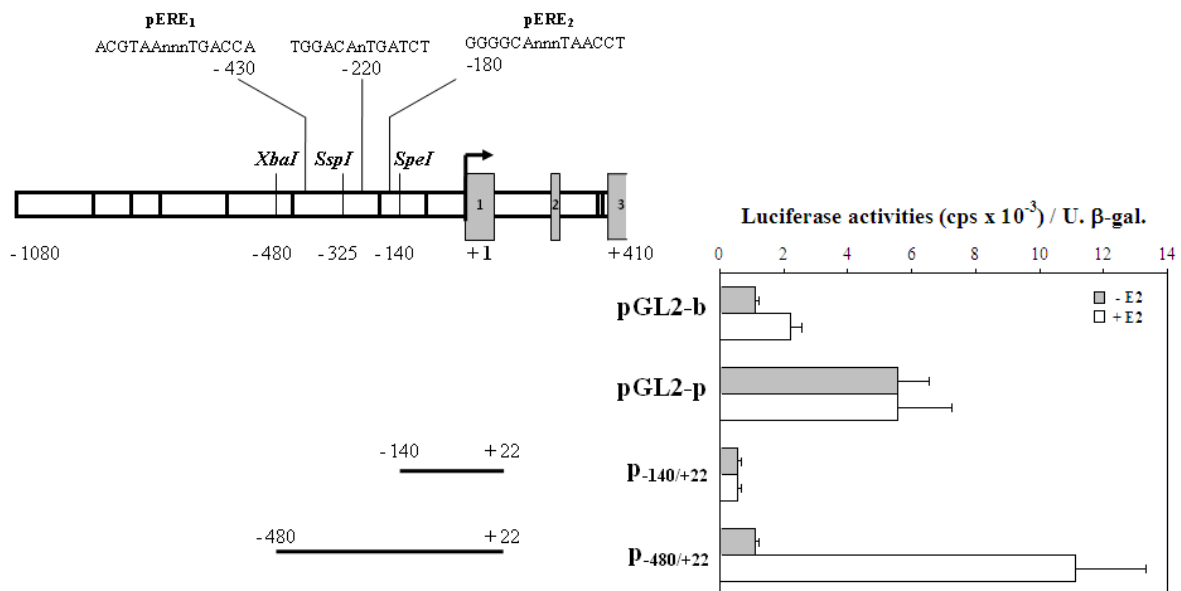 pERE₁ pERE₂
ACGTAAnnnTGACCA TGGACAnTGATCT GGGGCAnnnTAACCT
-430 -220 -180
XbaI SspI SpeI
1 2 3
-1080 -480 -325 -140 +1 +410
Luciferase activities (cps x 10⁻³) / U. β-gal.
0 2 4 6 8 10 12 14
pGL2-b
- E2
+ E2
pGL2-p
-140 +22
p₋₁₄₀/₊₂₂
-480 +22
p₋₄₈₀/₊₂₂